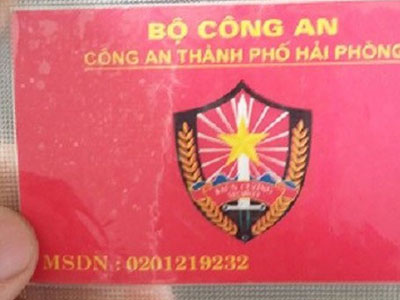 BỘ CÔNG AN
CÔNG AN THÀNH PHỐ HẢI PHÒNG
MSDN : 0201219232